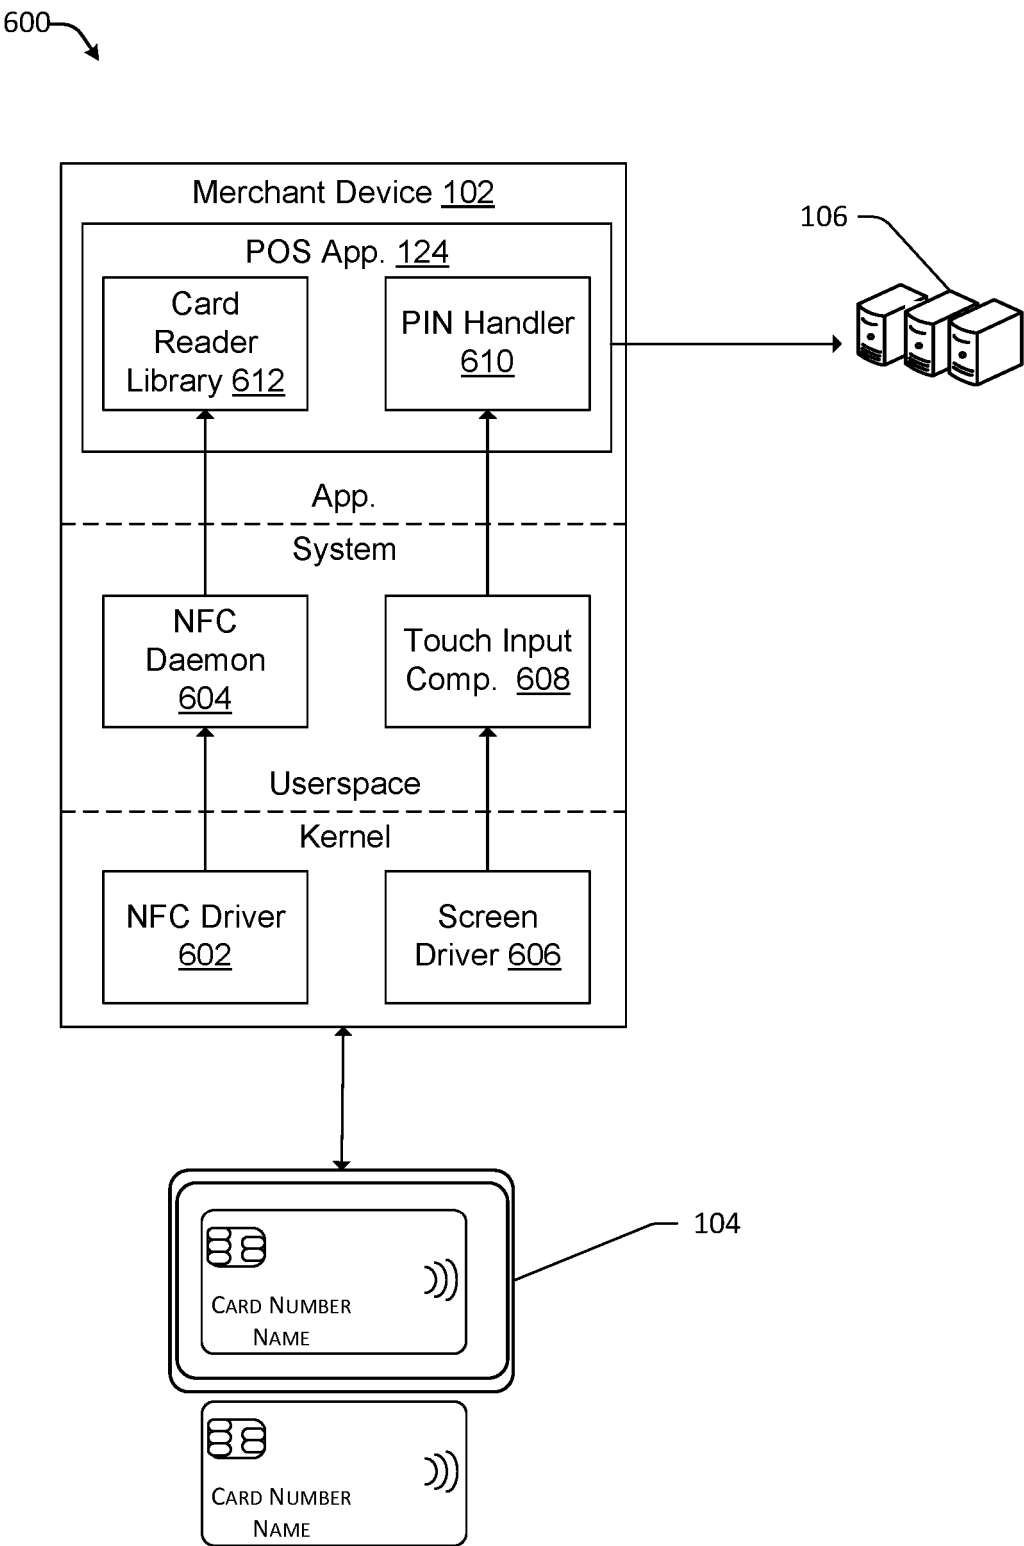 600
Merchant Device 102
106
POS App. 124
Card
Reader
Library 612
PIN Handler
610
App.
System
NFC
Daemon
604
Touch Input
Comp. 608
Userspace
Kernel
NFC Driver
602
Screen
Driver 606
104
CARD NUMBER
NAME
CARD NUMBER
NAME